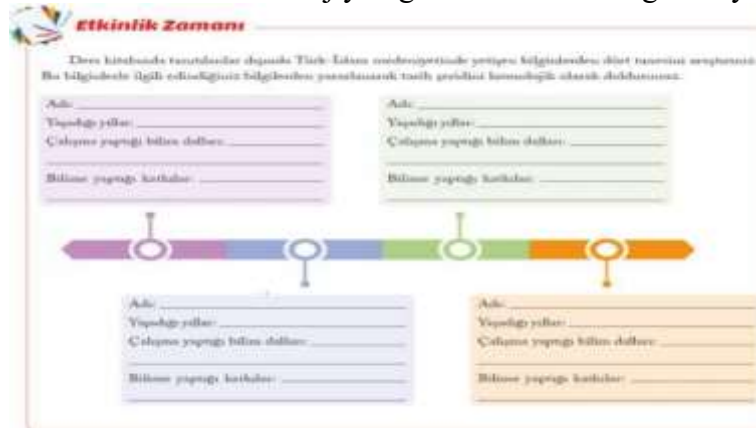 Etkinlik Zamanı
Ders kitabında tanıtılanlar dışında Türk-İslam medeniyetinde yetişen bilginlerden dört tanesini araştırınız.
Bu bilginlerle ilgili edindiğiniz bilgilerden yararlanarak tarih şeridini kronolojik olarak doldurunuz.
Adı:
Yaşadığı yıllar:
Çalışma yaptığı bilim dalları:
Bilime yaptığı katkılar:
Adı:
Yaşadığı yıllar:
Çalışma yaptığı bilim dalları:
Bilime yaptığı katkılar:
Adı:
Yaşadığı yıllar:
Çalışma yaptığı bilim dalları:
Bilime yaptığı katkılar:
Adı:
Yaşadığı yıllar:
Çalışma yaptığı bilim dalları:
Bilime yaptığı katkılar: